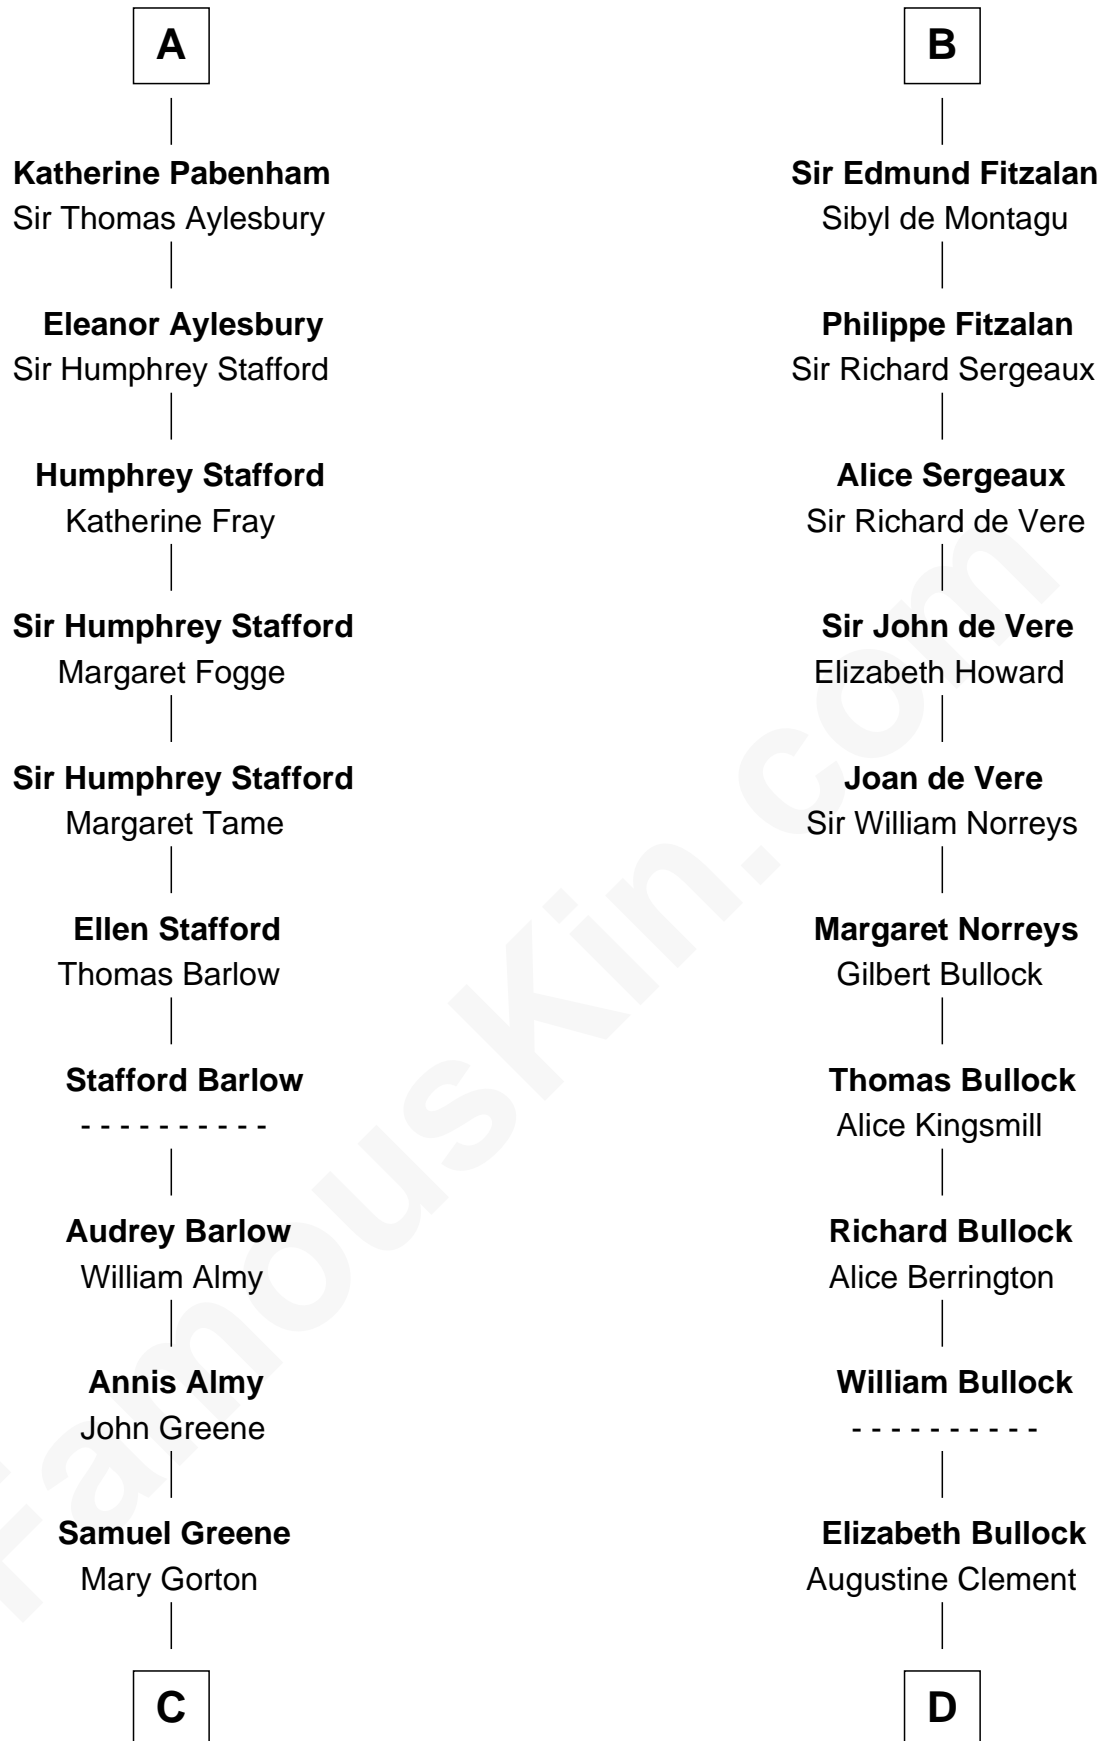 A
Katherine Pabenham
Sir Thomas Aylesbury
Eleanor Aylesbury
Sir Humphrey Stafford
Humphrey Stafford
Katherine Fray
Sir Humphrey Stafford
Margaret Fogge
Sir Humphrey Stafford
Margaret Tame
Ellen Stafford
Thomas Barlow
Stafford Barlow
- - - - - - - - - -
Audrey Barlow
William Almy
Annis Almy
John Greene
Samuel Greene
Mary Gorton
C
B
Sir Edmund Fitzalan
Sibyl de Montagu
Philippe Fitzalan
Sir Richard Sergeaux
Alice Sergeaux
Sir Richard de Vere
Sir John de Vere
Elizabeth Howard
Joan de Vere
Sir William Norreys
Margaret Norreys
Gilbert Bullock
Thomas Bullock
Alice Kingsmill
Richard Bullock
Alice Berrington
William Bullock
- - - - - - - - - -
Elizabeth Bullock
Augustine Clement
D
FamousKin.com